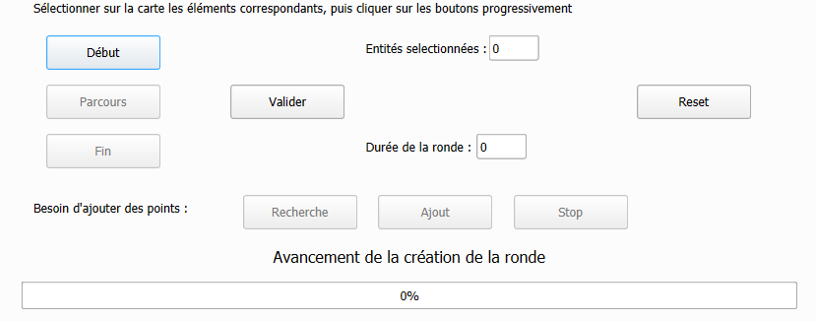 Sélectionner sur la carte les éléments correspondants, puis cliquer sur les boutons progressivement
Début
Entités selectionnées : 0
Parcours
Valider
Reset
Fin
Durée de la ronde : 0
Besoin d'ajouter des points :
Recherche
Ajout
Stop
Avancement de la création de la ronde
0%